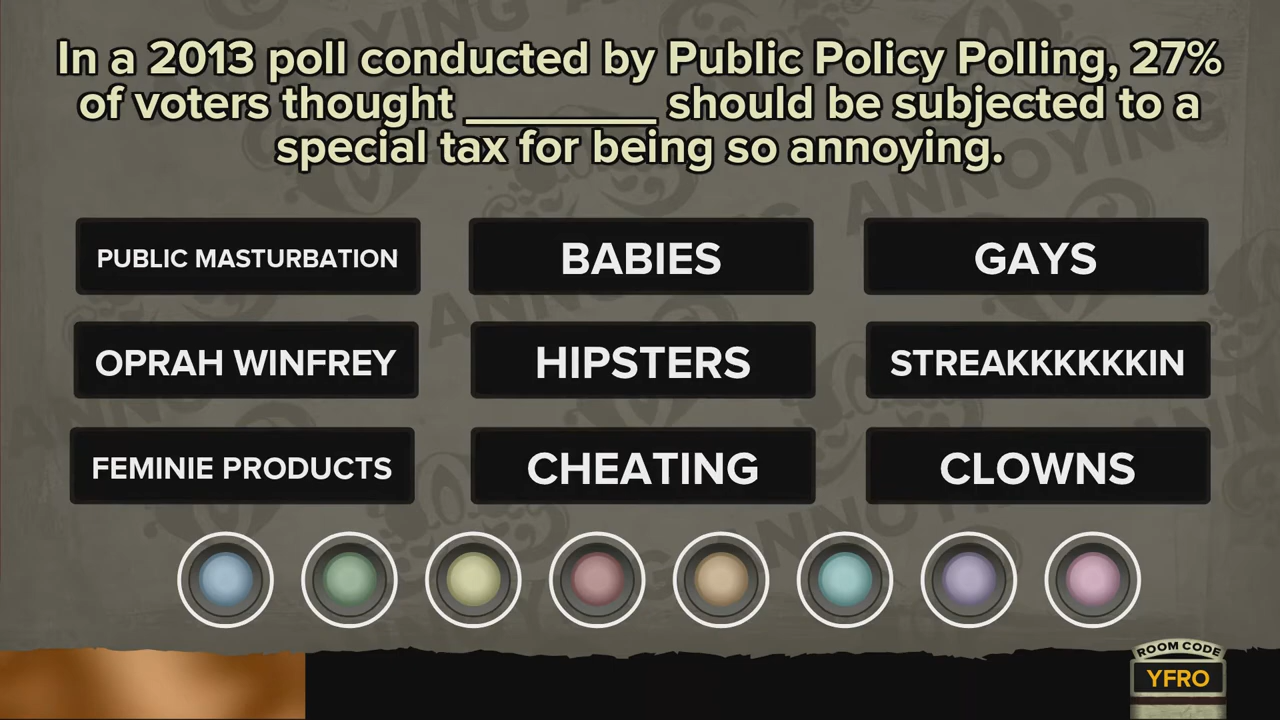 In a 2013 poll conducted by Public Policy Polling, 27%
of voters thought ________ should be subjected to a
special tax for being so annoying.
PUBLIC MASTURBATION
BABIES
GAYS
OPRAH WINFREY
HIPSTERS
STREAKKKKKKIN
FEMINIE PRODUCTS
CHEATING
CLOWNS
ROOM CODE
YFRO